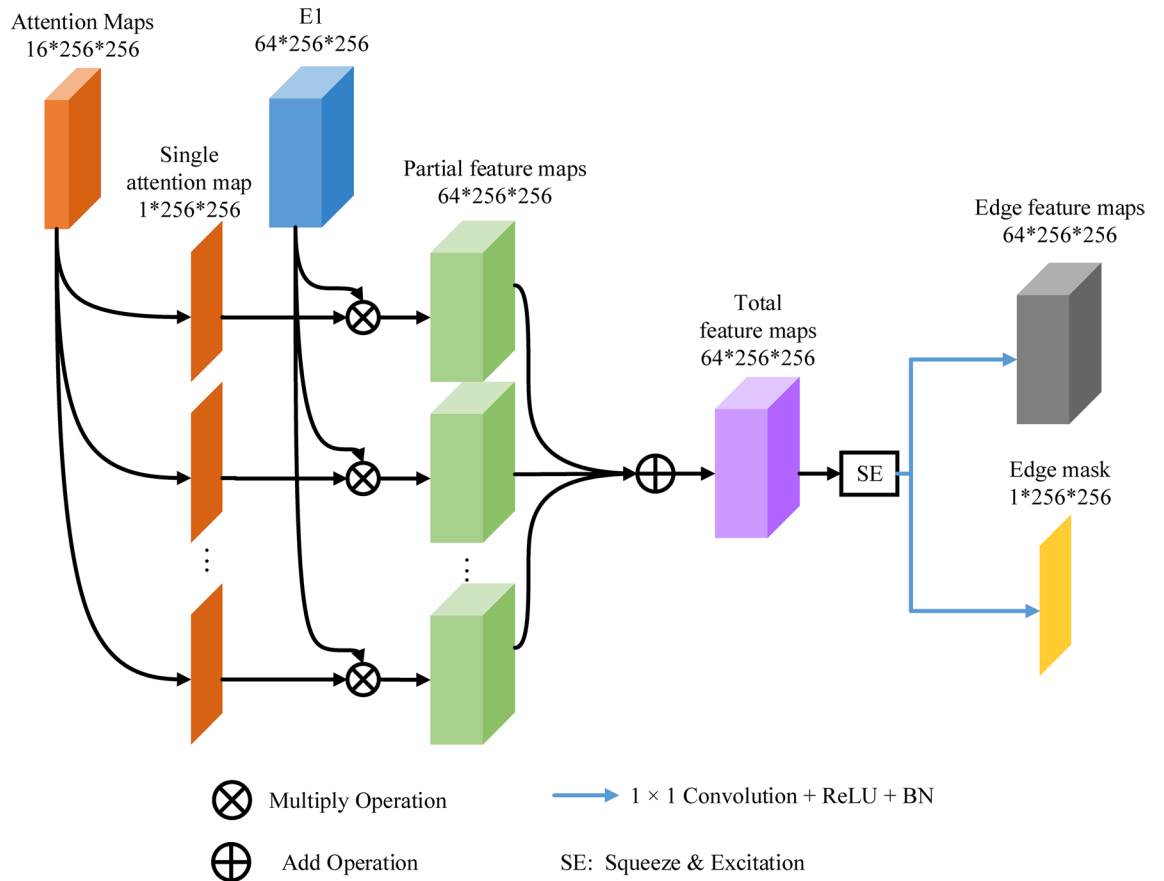 Attention Maps
16*256*256
E1
64*256*256
Single
attention map
1*256*256
Partial feature maps
64*256*256
Edge feature maps
64*256*256
Total
feature maps
64*256*256
SE
Edge mask
1*256*256
Multiply Operation
1 × 1 Convolution + ReLU + BN
Add Operation
SE: Squeeze & Excitation